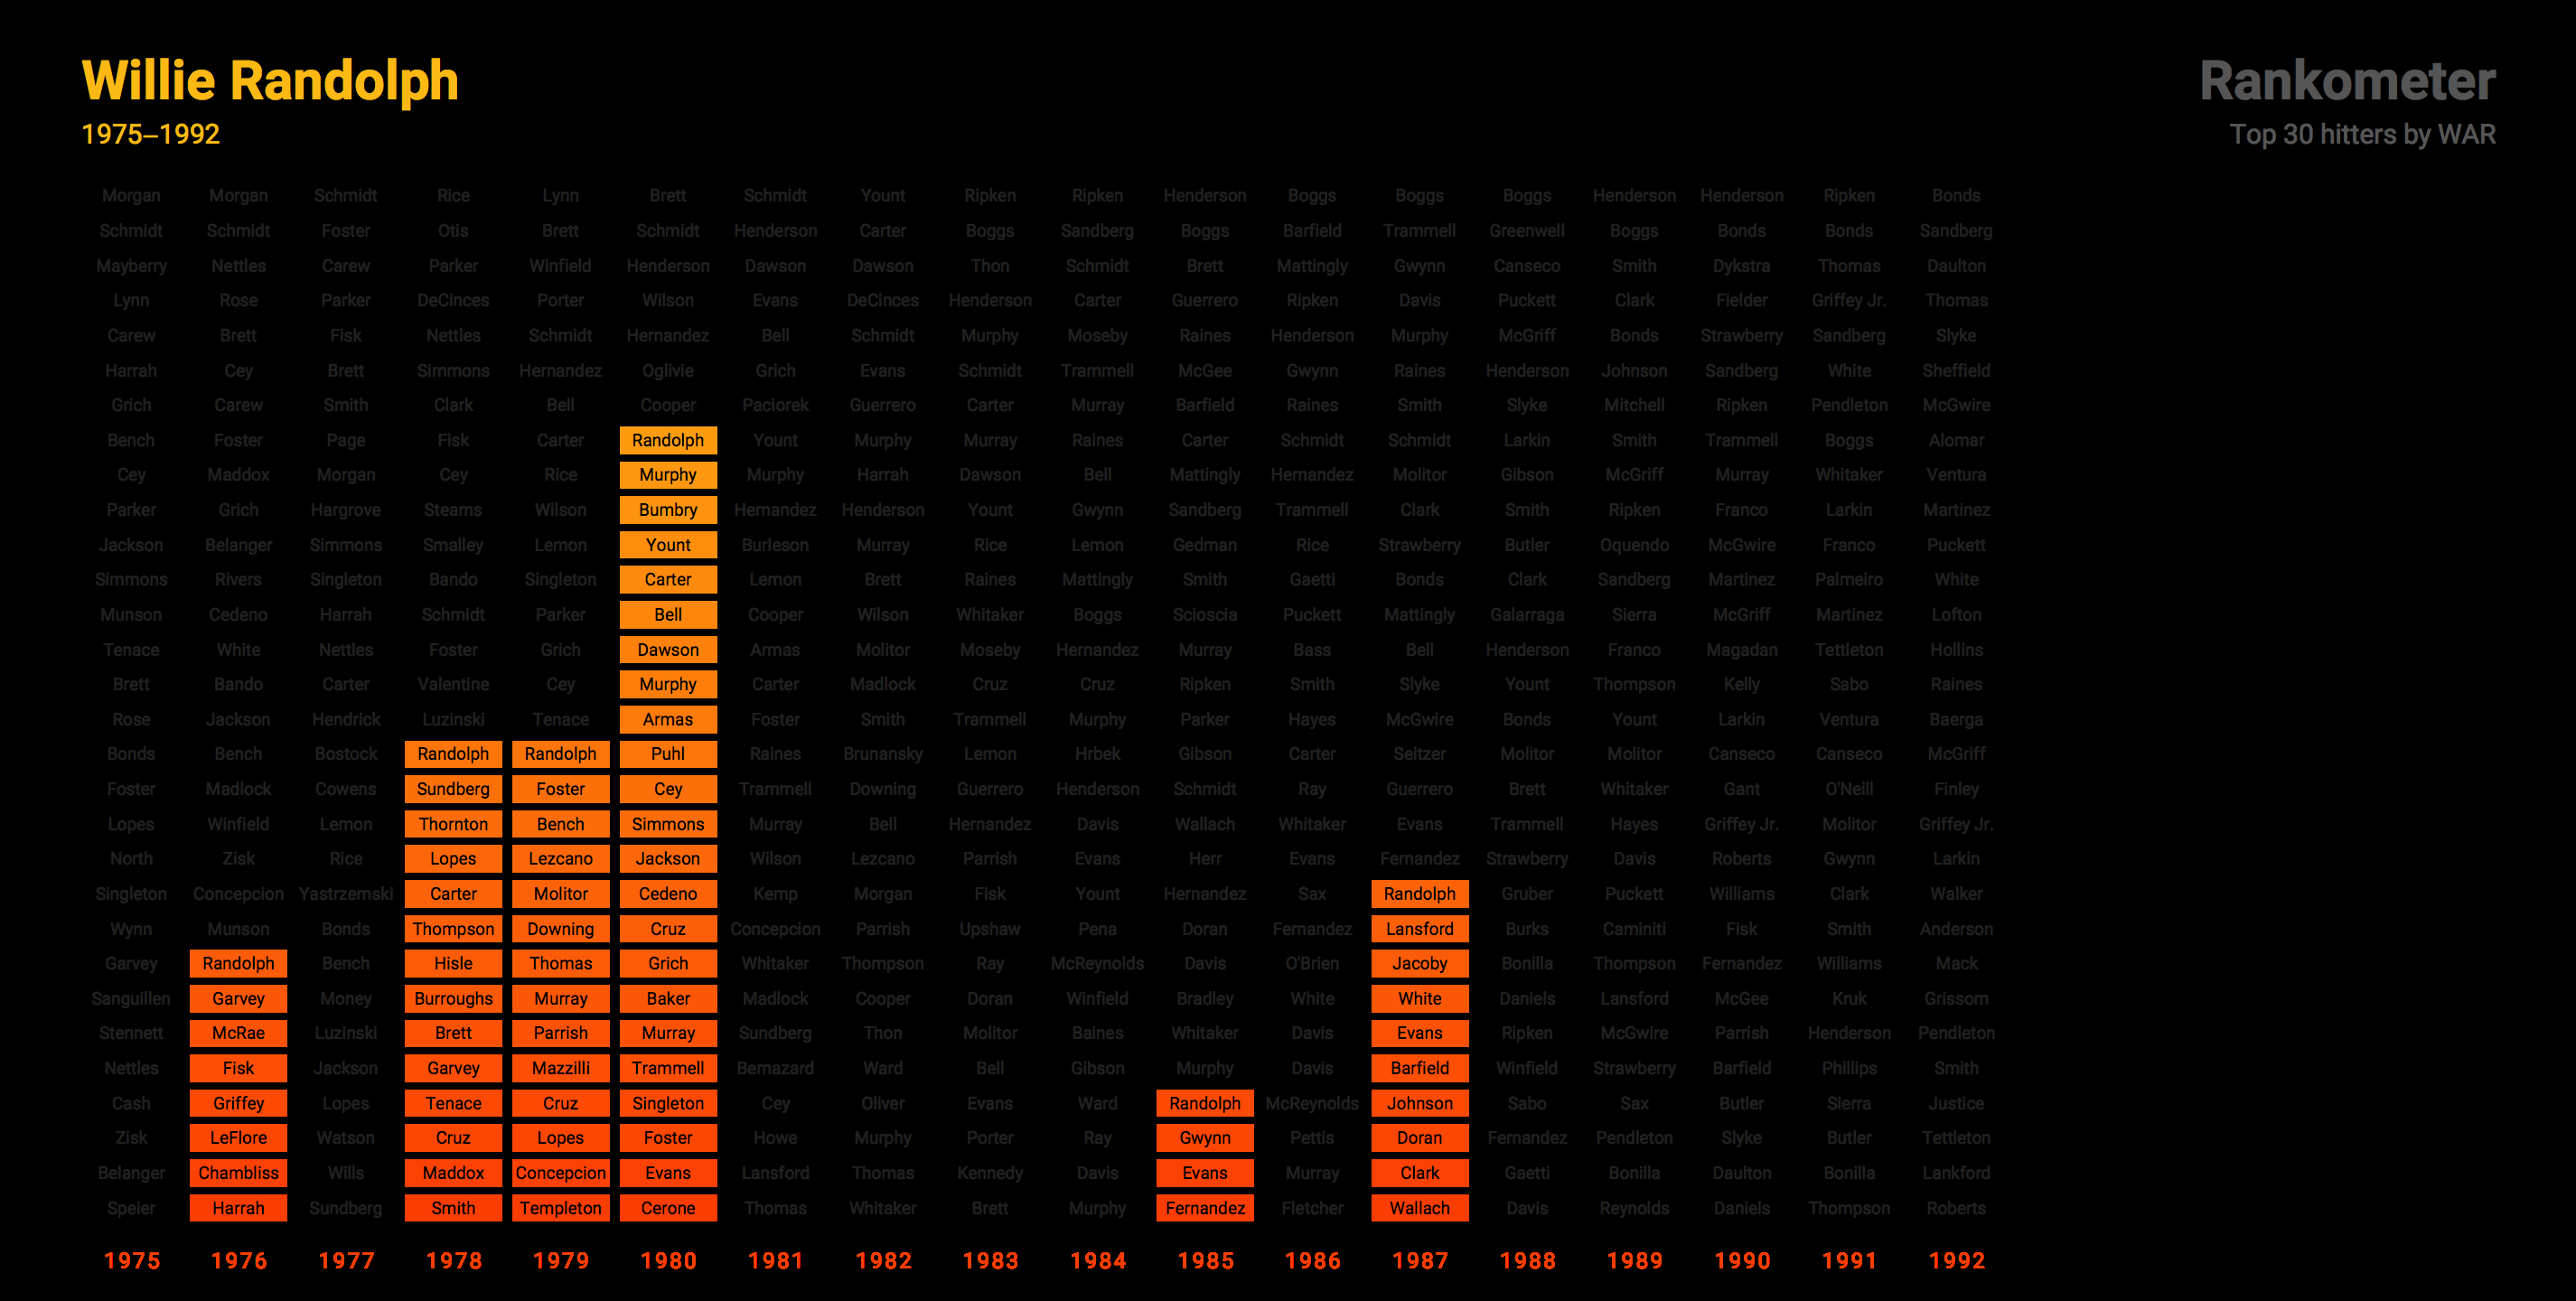 Willie Randolph
Rankometer
1975–1992
Top 30 hitters by WAR
Morgan Morgan Schmidt Rice Lynn Brett Schmidt Yount Ripken Ripken Henderson Boggs Boggs Boggs Henderson Henderson Ripken Bonds
Schmidt Schmidt Foster Otis Brett Schmidt Henderson Carter Boggs Sandberg Boggs Barfield Trammell Greenwell Boggs Bonds Bonds Sandberg
Mayberry Nettles Carew Parker Winfield Henderson Dawson Dawson Thon Schmidt Brett Mattingly Gwynn Canseco Smith Dykstra Thomas Daulton
Lynn Rose Parker DeCinces Porter Wilson Evans DeCinces Henderson Carter Guerrero Ripken Davis Puckett Clark Fielder Griffey Jr. Thomas
Carew Brett Fisk Nettles Schmidt Hernandez Bell Schmidt Murphy Moseby Raines Henderson Murphy McGriff Bonds Strawberry Sandberg Slyke
Harrah Cey Brett Simmons Hernandez Oglivie Grich Evans Schmidt Trammell McGee Gwynn Raines Henderson Johnson Sandberg White Sheffield
Grich Carew Smith Clark Bell Cooper Paciorek Guerrero Carter Murray Barfield Raines Smith Slyke Mitchell Ripken Pendleton McGwire
Bench Foster Page Fisk Carter Randolph Yount Murphy Murray Raines Carter Schmidt Schmidt Larkin Smith Trammell Boggs Alomar
Cey Maddox Morgan Cey Rice Murphy Murphy Harrah Dawson Bell Mattingly Hernandez Molitor Gibson McGriff Murray Whitaker Ventura
Parker Grich Hargrove Stearns Wilson Bumbry Hernandez Henderson Yount Gwynn Sandberg Trammell Clark Smith Ripken Franco Larkin Martinez
Jackson Belanger Simmons Smalley Lemon Yount Burleson Murray Rice Lemon Gedman Rice Strawberry Butler Oquendo McGwire Franco Puckett
Simmons Rivers Singleton Bando Singleton Carter Lemon Brett Raines Mattingly Smith Gaetti Bonds Clark Sandberg Martinez Palmeiro White
Munson Cedeno Harrah Schmidt Parker Bell Cooper Wilson Whitaker Boggs Scioscia Puckett Mattingly Galarraga Sierra McGriff Martinez Lofton
Tenace White Nettles Foster Grich Dawson Armas Molitor Moseby Hernandez Murray Bass Bell Henderson Franco Magadan Tettleton Hollins
Brett Bando Carter Valentine Cey Murphy Carter Madlock Cruz Cruz Ripken Smith Slyke Yount Thompson Kelly Sabo Raines
Rose Jackson Hendrick Luzinski Tenace Armas Foster Smith Trammell Murphy Parker Hayes McGwire Bonds Yount Larkin Ventura Baerga
Bonds Bench Bostock Randolph Randolph Puhl Raines Brunansky Lemon Hrbek Gibson Carter Seitzer Molitor Molitor Canseco Canseco McGriff
Foster Madlock Cowens Sundberg Foster Cey Trammell Downing Guerrero Henderson Schmidt Ray Guerrero Brett Whitaker Gant O'Neill Finley
Lopes Winfield Lemon Thornton Bench Simmons Murray Bell Hernandez Davis Wallach Whitaker Evans Trammell Hayes Griffey Jr. Molitor Griffey Jr.
North Zisk Rice Lopes Lezcano Jackson Wilson Lezcano Parrish Evans Herr Evans Fernandez Strawberry Davis Roberts Gwynn Larkin
Singleton Concepcion Yastrzemski Carter Molitor Cedeno Kemp Morgan Fisk Yount Hernandez Sax Randolph Gruber Puckett Williams Clark Walker
Wynn Munson Bonds Thompson Downing Cruz Concepcion Parrish Upshaw Pena Doran Fernandez Lansford Burks Caminiti Fisk Smith Anderson
Garvey Randolph Bench Hisle Thomas Grich Whitaker Thompson Ray McReynolds Davis O'Brien Jacoby Bonilla Thompson Fernandez Williams Mack
Sanguillen Garvey Money Burroughs Murray Baker Madlock Cooper Doran Winfield Bradley White White Daniels Lansford McGee Kruk Grissom
Stennett McRae Luzinski Brett Parrish Murray Sundberg Thon Molitor Baines Whitaker Davis Evans Ripken McGwire Parrish Henderson Pendleton
Nettles Fisk Jackson Garvey Mazzilli Trammell Bernazard Ward Bell Gibson Murphy Davis Barfield Winfield Strawberry Barfield Phillips Smith
Cash Griffey Lopes Tenace Cruz Singleton Cey Oliver Evans Ward Randolph McReynolds Johnson Sabo Sax Butler Sierra Justice
Zisk LeFlore Watson Cruz Lopes Foster Howe Murphy Porter Ray Gwynn Pettis Doran Fernandez Pendleton Slyke Butler Tettleton
Belanger Chambliss Wills Maddox Concepcion Evans Lansford Thomas Kennedy Davis Evans Murray Clark Gaetti Bonilla Daulton Bonilla Lankford
Speier Harrah Sundberg Smith Templeton Cerone Thomas Whitaker Brett Murphy Fernandez Fletcher Wallach Davis Reynolds Daniels Thompson Roberts
1975 1976 1977 1978 1979 1980 1981 1982 1983 1984 1985 1986 1987 1988 1989 1990 1991 1992